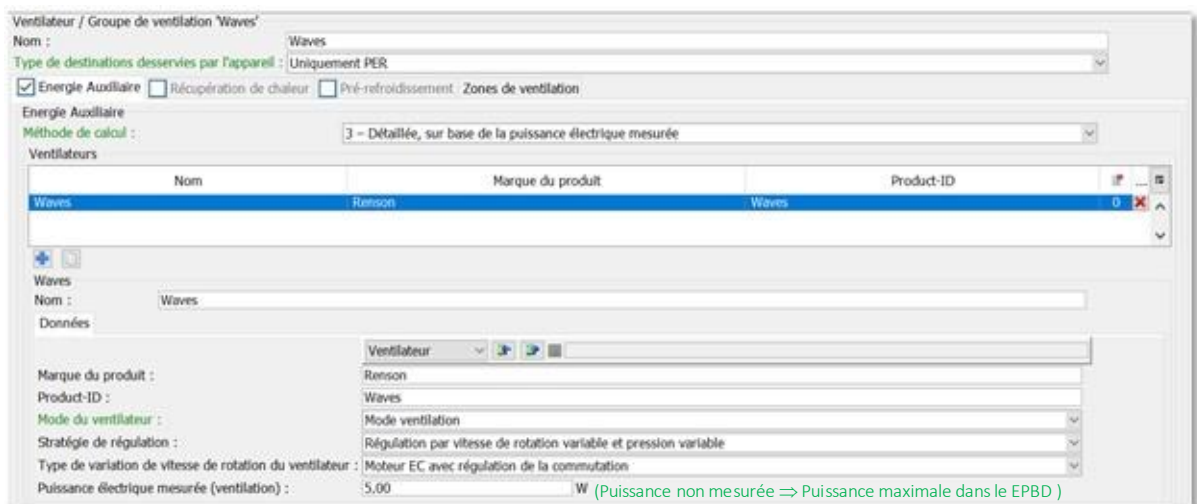 Ventilateur / Groupe de ventilation 'Waves'
Nom : Waves
Type de destinations desservies par l'appareil : Uniquement PER
Energie Auxiliaire Récupération de chaleur Pré-refroidissement Zones de ventilation
Energie Auxiliaire
Méthode de calcul : 3 – Détaillée, sur base de la puissance électrique mesurée
Ventilateurs
Nom Marque du produit Product-ID ...
Waves Renson Waves 0
Waves
Nom : Waves
Données
Ventilateur
Marque du produit : Renson
Product-ID : Waves
Mode du ventilateur : Mode ventilation
Stratégie de régulation : Régulation par vitesse de rotation variable et pression variable
Type de variation de vitesse de rotation du ventilateur : Moteur EC avec régulation de la commutation
Puissance électrique mesurée (ventilation) : 5.00 W (Puissance non mesurée ⇒ Puissance maximale dans le EPBD )